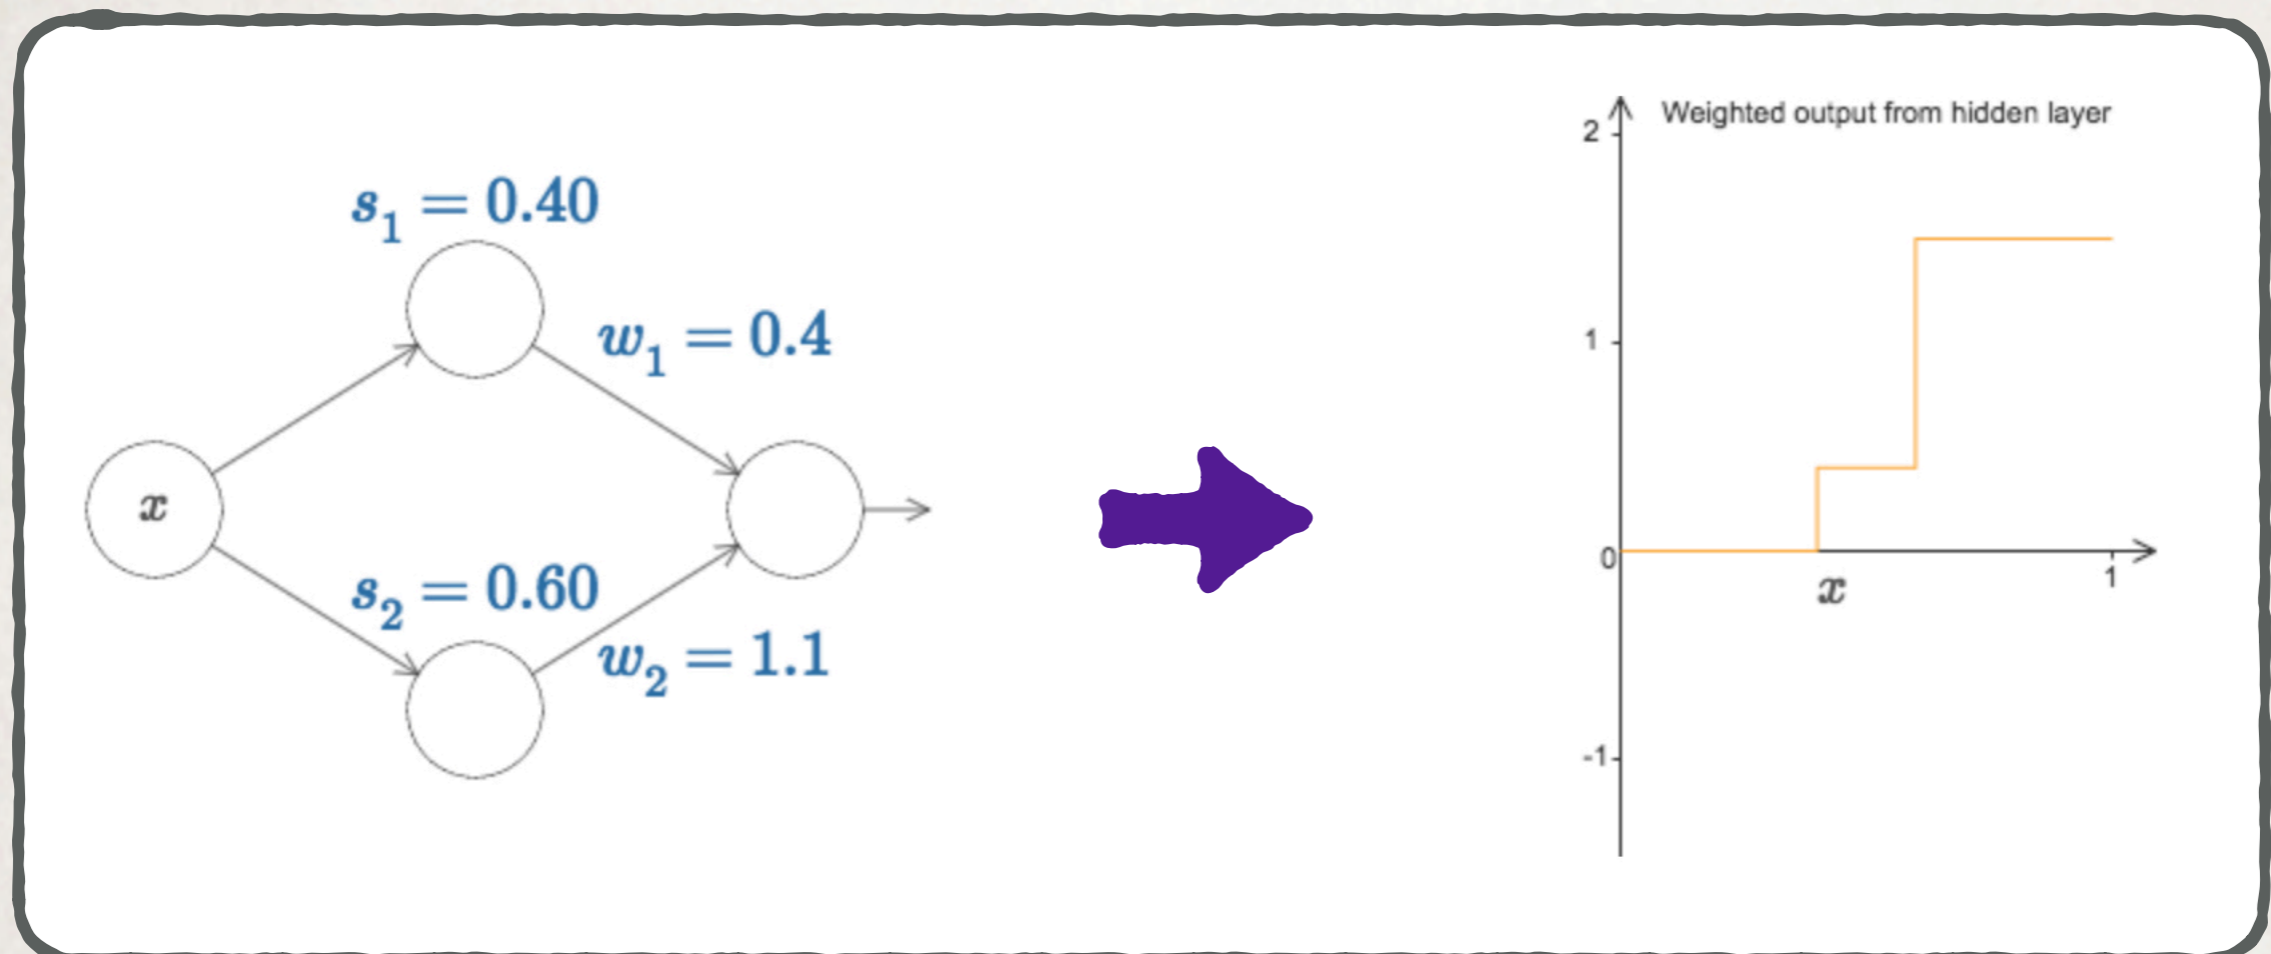 s₁ = 0.40
w₁ = 0.4
x
s₂ = 0.60
w₂ = 1.1
Weighted output from hidden layer
2
1
0
x
1
-1